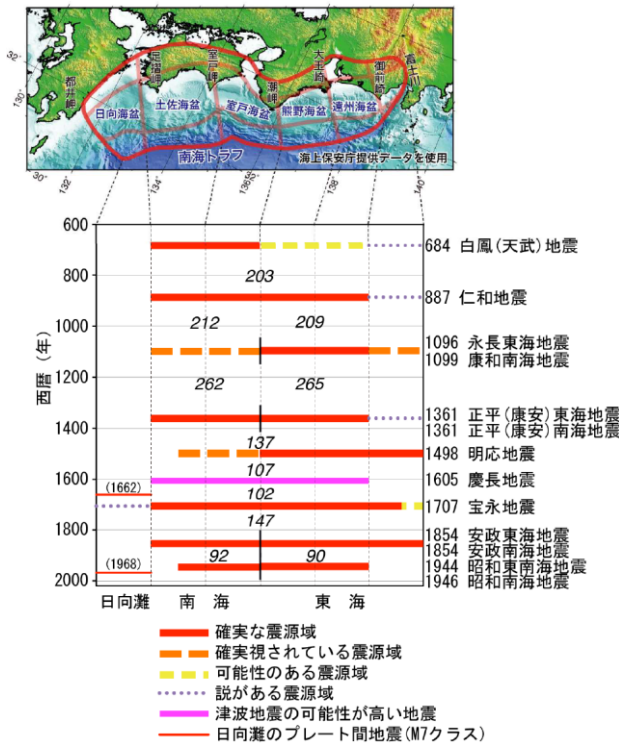 足摺岬
室戸岬
潮岬
大王崎
御前崎
富士川
都井岬
日向海盆
土佐海盆
室戸海盆
熊野海盆
遠州海盆
南海トラフ
海上保安庁提供データを使用
132
134
136
138
140
西暦(年)
600
800
1000
1200
1400
1600
1800
2000
203
212
209
262
265
137
107
102
147
92
90
(1662)
(1968)
684 白鳳(天武)地震
887 仁和地震
1096 永長東海地震
1099 康和南海地震
1361 正平(康安)東海地震
1361 正平(康安)南海地震
1498 明応地震
1605 慶長地震
1707 宝永地震
1854 安政東海地震
1854 安政南海地震
1944 昭和東南海地震
1946 昭和南海地震
日向灘 南海 東海
確実な震源域
確実視されている震源域
可能性のある震源域
説がある震源域
津波地震の可能性が高い地震
日向灘のプレート間地震(M7クラス)